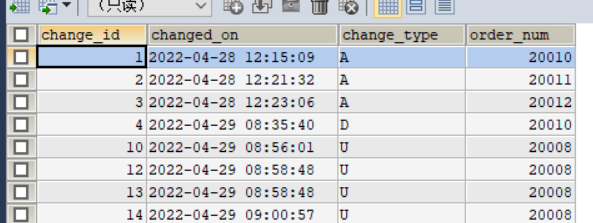 (只读)
change_id changed_on change_type order_num
1 2022-04-28 12:15:09 A 20010
2 2022-04-28 12:21:32 A 20011
3 2022-04-28 12:23:06 A 20012
4 2022-04-29 08:35:40 D 20010
10 2022-04-29 08:56:01 U 20008
12 2022-04-29 08:58:48 U 20008
13 2022-04-29 08:58:48 U 20008
14 2022-04-29 09:00:57 U 20008